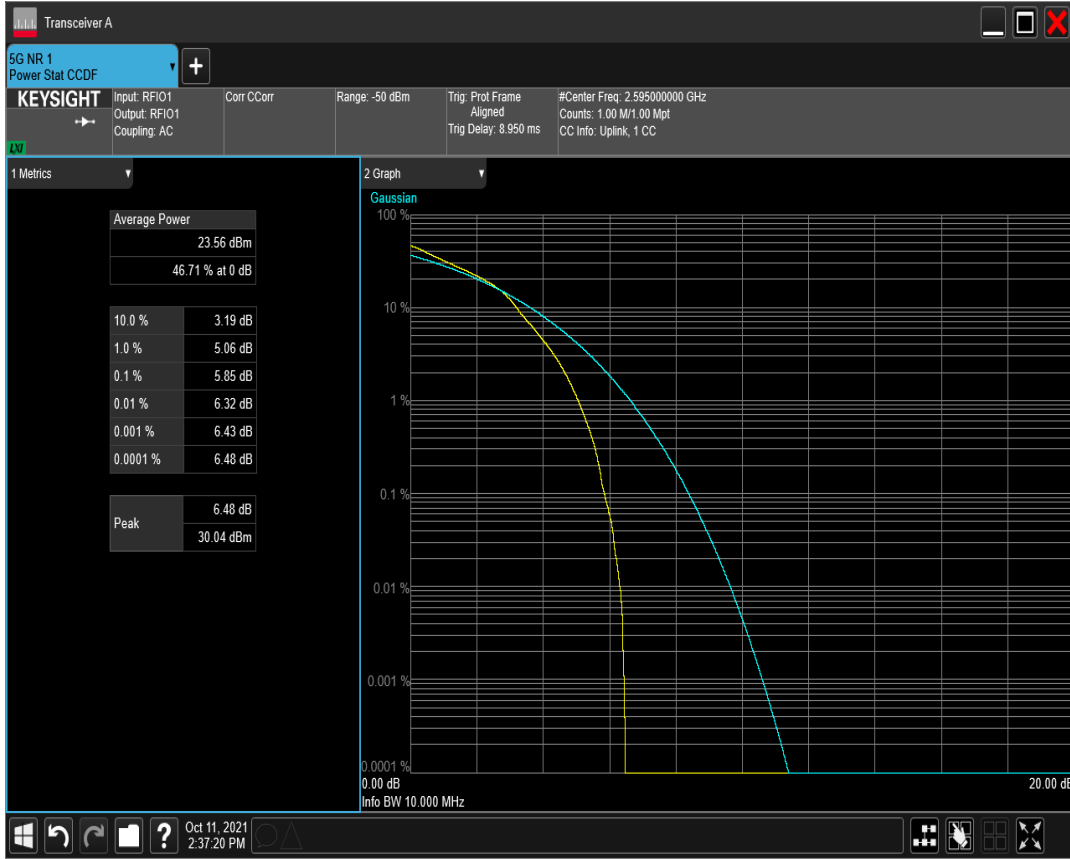 Transceiver A
5G NR 1
Power Stat CCDF
+
KEYSIGHT
LXI
Input: RFIO1
Output: RFIO1
Coupling: AC
Corr CCorr
Range: -50 dBm
Trig: Prot Frame
Aligned
Trig Delay: 8.950 ms
#Center Freq: 2.595000000 GHz
Counts: 1.00 M/1.00 Mpt
CC Info: Uplink, 1 CC
1 Metrics
Average Power
23.56 dBm
46.71 % at 0 dB
10.0 % 3.19 dB
1.0 % 5.06 dB
0.1 % 5.85 dB
0.01 % 6.32 dB
0.001 % 6.43 dB
0.0001 % 6.48 dB
Peak
6.48 dB
30.04 dBm
2 Graph
Gaussian
100 %
10 %
1 %
0.1 %
0.01 %
0.001 %
0.0001 %
0.00 dB
20.00 dB
Info BW 10.000 MHz
?
Oct 11, 2021
2:37:20 PM